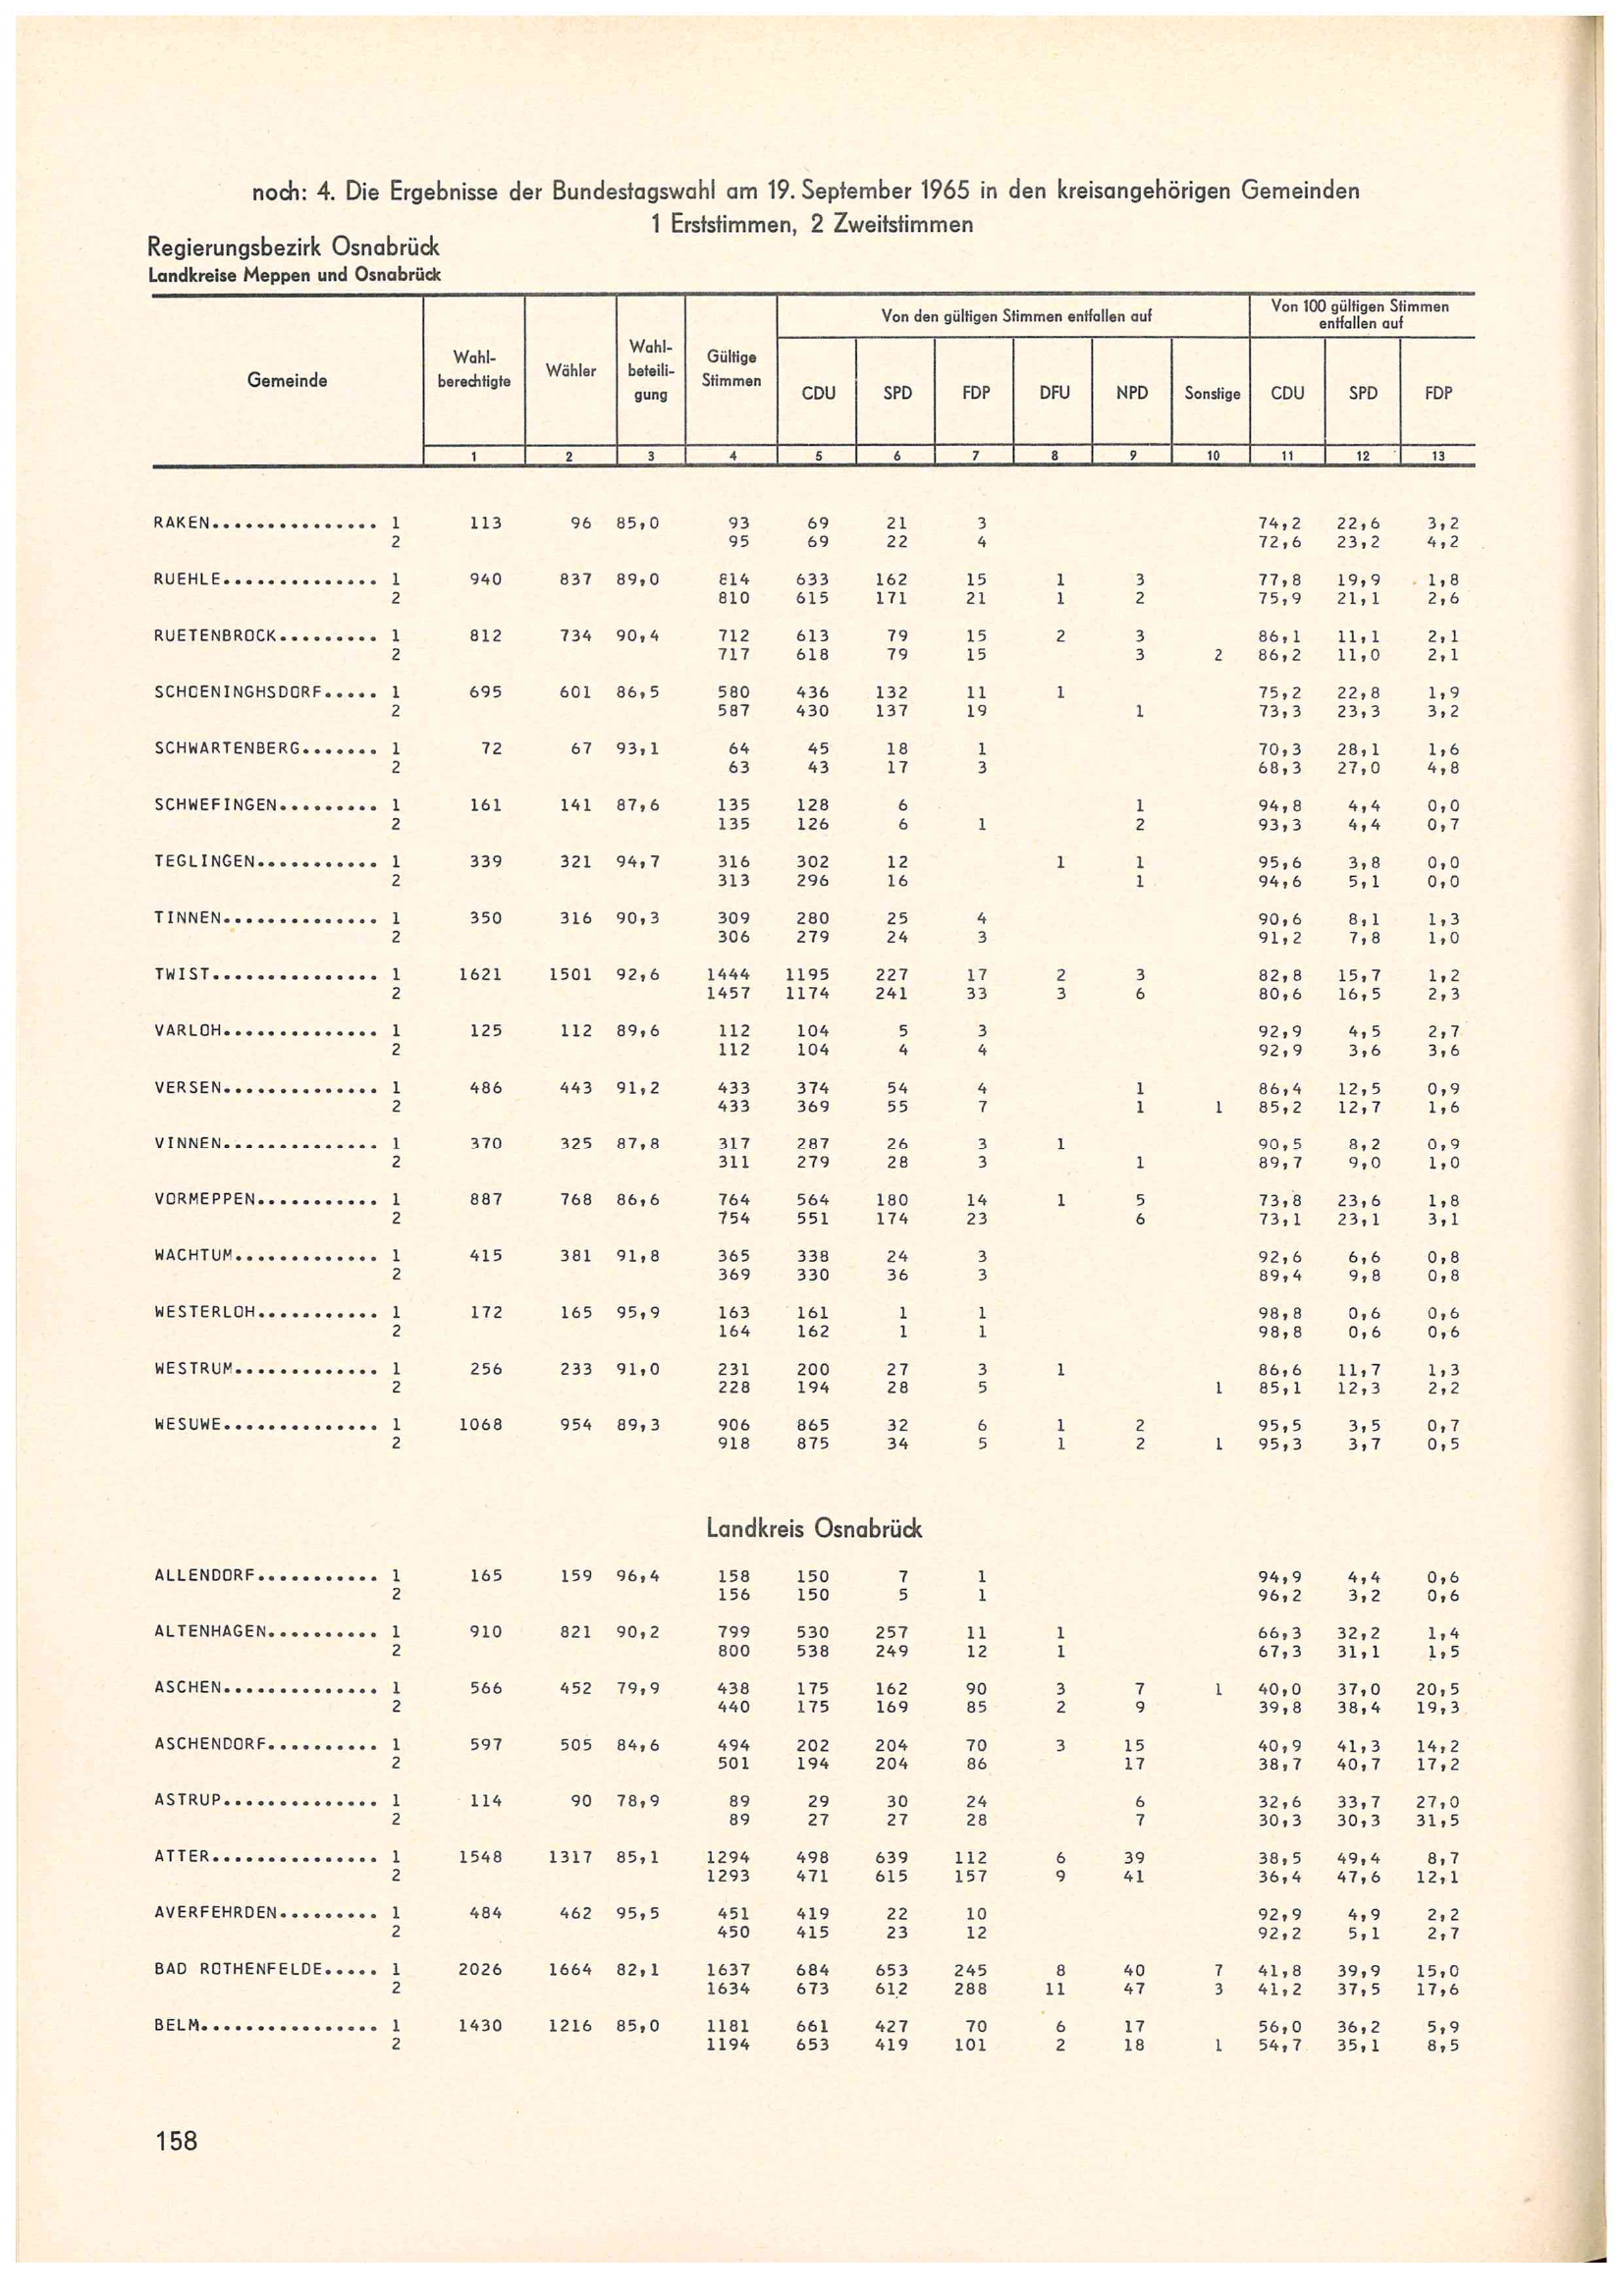 noch: 4. Die Ergebnisse der Bundestagswahl am 19. September 1965 in den kreisangehörigen Gemeinden
1 Erststimmen, 2 Zweitstimmen
Regierungsbezirk Osnabrück
Landkreise Meppen und Osnabrück
Gemeinde Wahl-berechtigte Wähler Wahl-beteili-gung Gültige Stimmen Von den gültigen Stimmen entfallen auf Von 100 gültigen Stimmen entfallen auf
CDU SPD FDP DFU NPD Sonstige CDU SPD FDP
1 2 3 4 5 6 7 8 9 10 11 12 13
RAKEN............... 1 113 96 85,0 93 69 21 3 74,2 22,6 3,2
2 95 69 22 4 72,6 23,2 4,2
RUEHLE.............. 1 940 837 89,0 814 633 162 15 1 3 77,8 19,9 1,8
2 810 615 171 21 1 2 75,9 21,1 2,6
RUETENBROCK......... 1 812 734 90,4 712 613 79 15 2 3 86,1 11,1 2,1
2 717 618 79 15 3 2 86,2 11,0 2,1
SCHOENINGHSDORF..... 1 695 601 86,5 580 436 132 11 1 75,2 22,8 1,9
2 587 430 137 19 1 73,3 23,3 3,2
SCHWARTENBERG....... 1 72 67 93,1 64 45 18 1 70,3 28,1 1,6
2 63 43 17 3 68,3 27,0 4,8
SCHWEFINGEN......... 1 161 141 87,6 135 128 6 1 94,8 4,4 0,0
2 135 126 6 1 2 93,3 4,4 0,7
TEGLINGEN........... 1 339 321 94,7 316 302 12 1 1 95,6 3,8 0,0
2 313 296 16 1 94,6 5,1 0,0
TINNEN.............. 1 350 316 90,3 309 280 25 4 90,6 8,1 1,3
2 306 279 24 3 91,2 7,8 1,0
TWIST............... 1 1621 1501 92,6 1444 1195 227 17 2 3 82,8 15,7 1,2
2 1457 1174 241 33 3 6 80,6 16,5 2,3
VARLOH.............. 1 125 112 89,6 112 104 5 3 92,9 4,5 2,7
2 112 104 4 4 92,9 3,6 3,6
VERSEN.............. 1 486 443 91,2 433 374 54 4 1 86,4 12,5 0,9
2 433 369 55 7 1 1 85,2 12,7 1,6
VINNEN.............. 1 370 325 87,8 317 287 26 3 1 90,5 8,2 0,9
2 311 279 28 3 1 89,7 9,0 1,0
VORMEPPEN........... 1 887 768 86,6 764 564 180 14 1 5 73,8 23,6 1,8
2 754 551 174 23 6 73,1 23,1 3,1
WACHTUM............. 1 415 381 91,8 365 338 24 3 92,6 6,6 0,8
2 369 330 36 3 89,4 9,8 0,8
WESTERLOH........... 1 172 165 95,9 163 161 1 1 98,8 0,6 0,6
2 164 162 1 1 98,8 0,6 0,6
WESTRUM............. 1 256 233 91,0 231 200 27 3 1 86,6 11,7 1,3
2 228 194 28 5 1 85,1 12,3 2,2
WESUWE.............. 1 1068 954 89,3 906 865 32 6 1 2 95,5 3,5 0,7
2 918 875 34 5 1 2 1 95,3 3,7 0,5
Landkreis Osnabrück
ALLENDORF........... 1 165 159 96,4 158 150 7 1 94,9 4,4 0,6
2 156 150 5 1 96,2 3,2 0,6
ALTENHAGEN.......... 1 910 821 90,2 799 530 257 11 1 66,3 32,2 1,4
2 800 538 249 12 1 67,3 31,1 1,5
ASCHEN.............. 1 566 452 79,9 438 175 162 90 3 7 1 40,0 37,0 20,5
2 440 175 169 85 2 9 39,8 38,4 19,3
ASCHENDORF.......... 1 597 505 84,6 494 202 204 70 3 15 40,9 41,3 14,2
2 501 194 204 86 17 38,7 40,7 17,2
ASTRUP.............. 1 114 90 78,9 89 29 30 24 6 32,6 33,7 27,0
2 89 27 27 28 7 30,3 30,3 31,5
ATTER............... 1 1548 1317 85,1 1294 498 639 112 6 39 38,5 49,4 8,7
2 1293 471 615 157 9 41 36,4 47,6 12,1
AVERFEHRDEN......... 1 484 462 95,5 451 419 22 10 92,9 4,9 2,2
2 450 415 23 12 92,2 5,1 2,7
BAD ROTHENFELDE..... 1 2026 1664 82,1 1637 684 653 245 8 40 7 41,8 39,9 15,0
2 1634 673 612 288 11 47 3 41,2 37,5 17,6
BELM................ 1 1430 1216 85,0 1181 661 427 70 6 17 56,0 36,2 5,9
2 1194 653 419 101 2 18 1 54,7 35,1 8,5
158